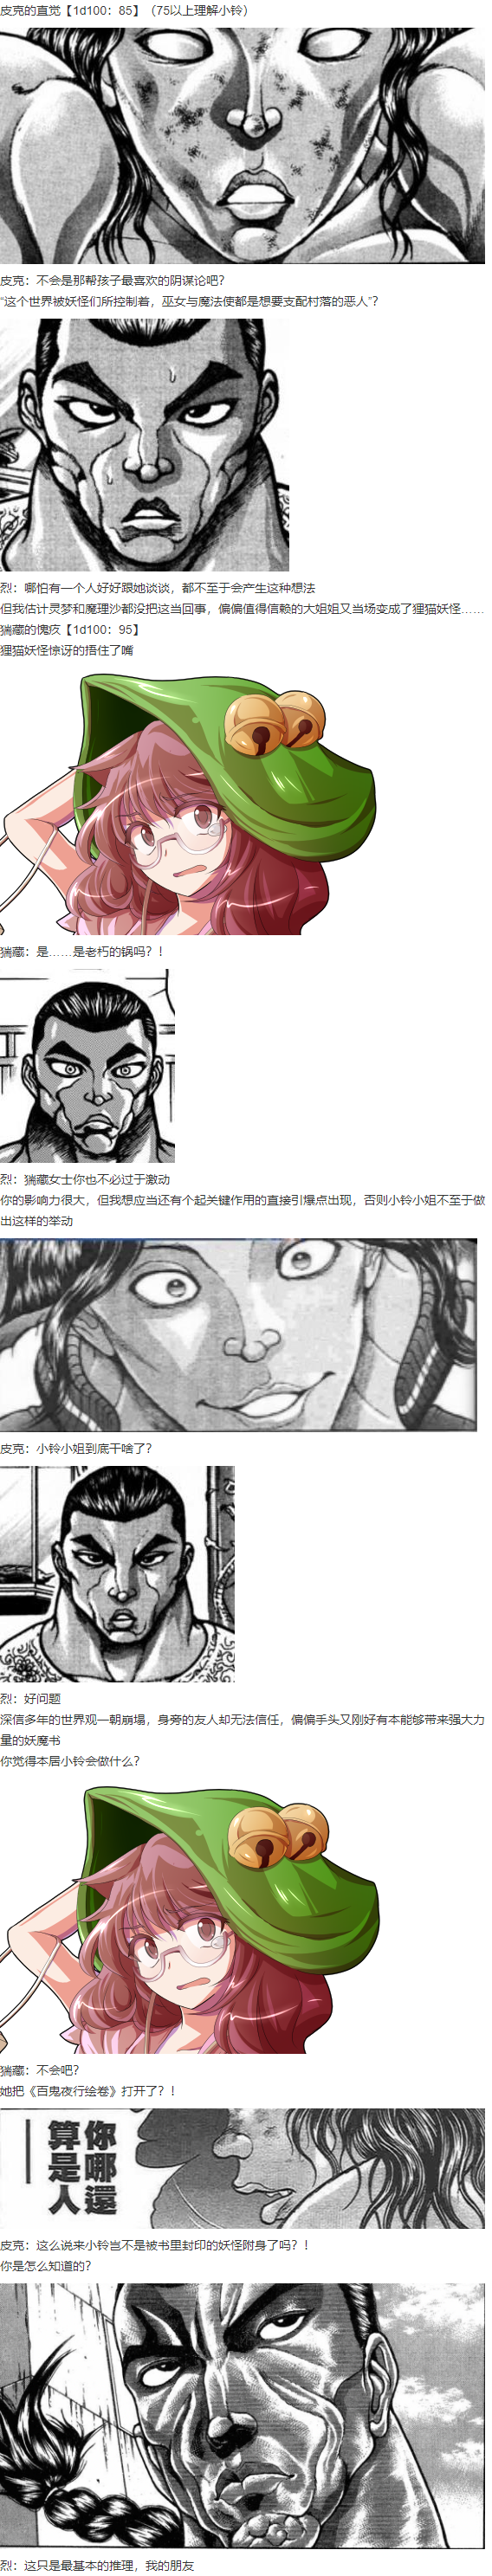 皮克的直觉【1d100：85】（75以上理解小铃）
皮克：不会是那帮孩子最喜欢的阴谋论吧？
“这个世界被妖怪们所控制着，巫女与魔法使都是想要支配村落的恶人”？
烈：哪怕有一个人好好跟她谈谈，都不至于会产生这种想法
但我估计灵梦和魔理沙都没把这当回事，偏偏值得信赖的大姐姐又当场变成了狸猫妖怪……
猯藏的愧疚【1d100：95】
狸猫妖怪惊讶的捂住了嘴
猯藏：是……是老朽的锅吗？！
烈：猯藏女士你也不必过于激动
你的影响力很大，但我想应当还有个起关键作用的直接引爆点出现，否则小铃小姐不至于做
出这样的举动
皮克：小铃小姐到底干啥了？
烈：好问题
深信多年的世界观一朝崩塌，身旁的友人却无法信任，偏偏手头又刚好有本能够带来强大力
量的妖魔书
你觉得本居小铃会做什么？
猯藏：不会吧？
她把《百鬼夜行绘卷》打开了？！
你哪還
算是人
皮克：这么说来小铃岂不是被书里封印的妖怪附身了吗？！
你是怎么知道的？
烈：这只是最基本的推理，我的朋友